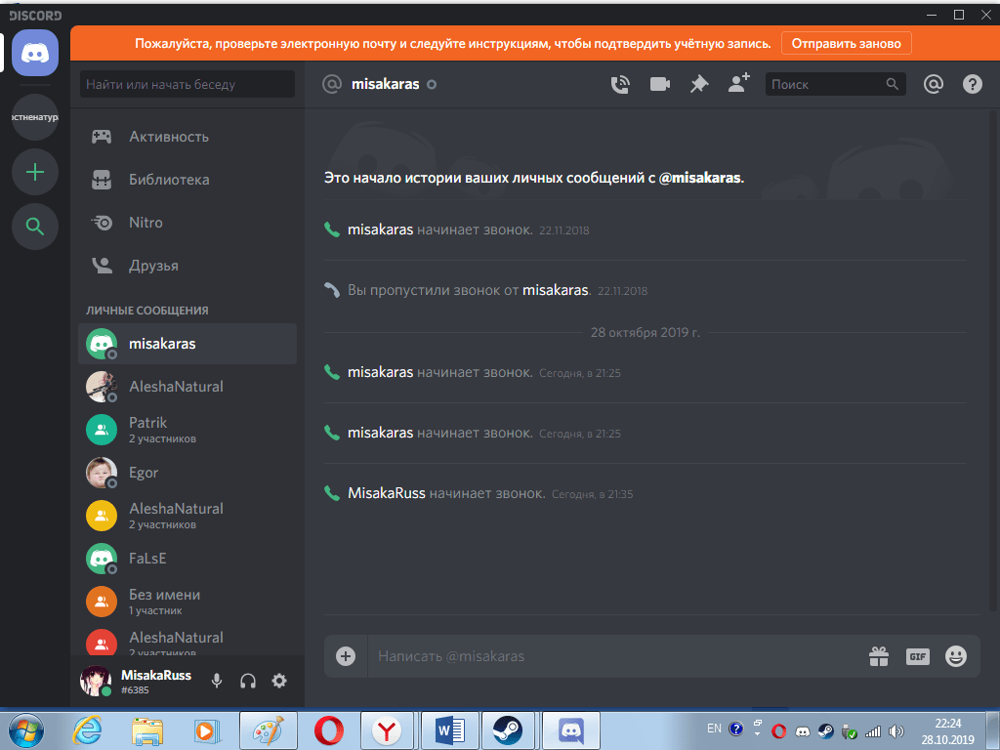 DISCORD
Пожалуйста, проверьте электронную почту и следуйте инструкциям, чтобы подтвердить учётную запись.
Отправить заново
Найти или начать беседу
@ misakaras
Поиск
Активность
Библиотека
Nitro
Друзья
ЛИЧНЫЕ СООБЩЕНИЯ
misakaras
AleshaNatural
Patrik
2 участников
Egor
AleshaNatural
2 участников
FaLsE
Без имени
1 участник
AleshaNatural
2 участников
MisakaRuss
#6385
Это начало истории ваших личных сообщений с @misakaras.
misakaras начинает звонок. 22.11.2018
Вы пропустили звонок от misakaras. 22.11.2018
28 октября 2019 г.
misakaras начинает звонок. Сегодня, в 21:25
misakaras начинает звонок. Сегодня, в 21:25
MisakaRuss начинает звонок. Сегодня, в 21:35
Написать @misakaras
GIF
EN
22:24
28.10.2019